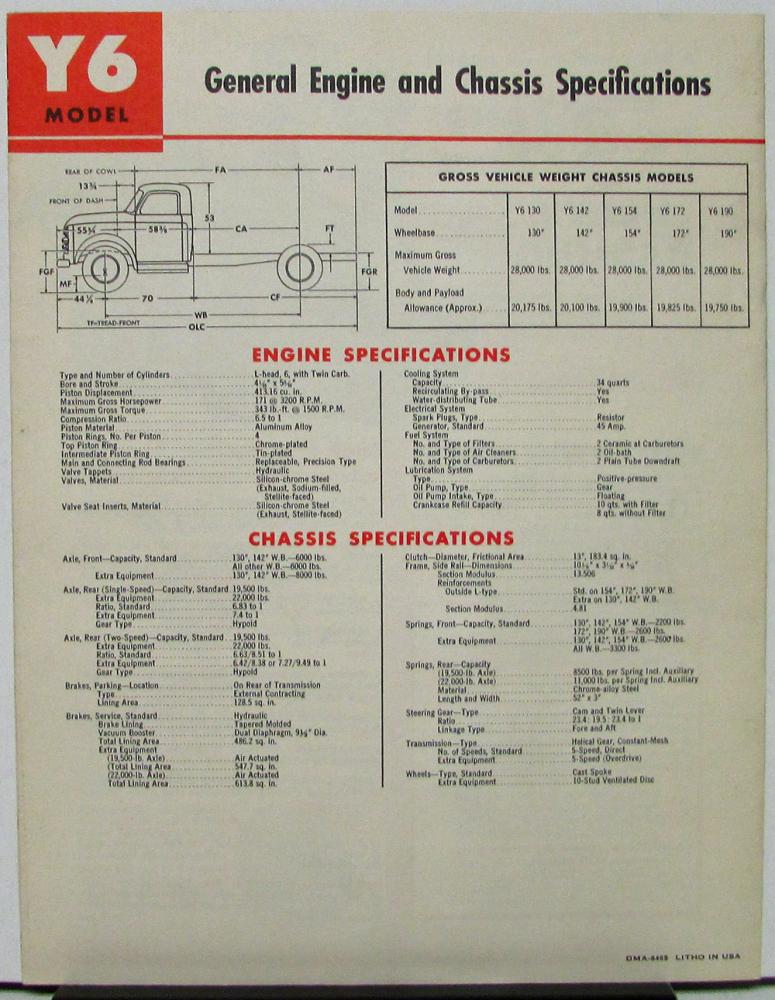 Y6
MODEL
General Engine and Chassis Specifications
REAR OF COWL
FA
AF
13¾
FRONT OF DASH
53
55¼
58⅝
CA
FT
FGF
FGR
MF
44⅛
70
CF
WB
TF=TREAD-FRONT
OLC
GROSS VEHICLE WEIGHT CHASSIS MODELS
Model Y6 130 Y6 142 Y6 154 Y6 172 Y6 190
Wheelbase 130" 142" 154" 172" 190"
Maximum Gross
Vehicle Weight 28,000 lbs. 28,000 lbs. 28,000 lbs. 28,000 lbs. 28,000 lbs.
Body and Payload
Allowance (Approx.) 20,175 lbs. 20,100 lbs. 19,900 lbs. 19,825 lbs. 19,750 lbs.
ENGINE SPECIFICATIONS
Type and Number of Cylinders L-head, 6, with Twin Carb.
Bore and Stroke
Piston Displacement 413.16 cu. in.
Maximum Gross Horsepower 171 @ 3200 R.P.M.
Maximum Gross Torque 343 lb.-ft. @ 1500 R.P.M.
Compression Ratio 6.5 to 1
Piston Material Aluminum Alloy
Piston Rings, No. Per Piston 4
Top Piston Ring Chrome-plated
Intermediate Piston Ring Tin-plated
Main and Connecting Rod Bearings Replaceable, Precision Type
Valve Tappets Hydraulic
Valves, Material Silicon-chrome Steel
(Exhaust, Sodium-filled,
Stellite-faced)
Valve Seat Inserts, Material Silicon-chrome Steel
(Exhaust, Stellite-faced)
Cooling System
Capacity 34 quarts
Recirculating By-pass Yes
Water-distributing Tube Yes
Electrical System
Spark Plugs, Type Resistor
Generator, Standard 45 Amp.
Fuel System
No. and Type of Filters 2 Ceramic at Carburetors
No. and Type of Air Cleaners 2 Oil-bath
No. and Type of Carburetors 2 Plain Tube Downdraft
Lubrication System
Type Positive-pressure
Oil Pump, Type Gear
Oil Pump Intake, Type Floating
Crankcase Refill Capacity 10 qts. with Filter
8 qts. without Filter
CHASSIS SPECIFICATIONS
Axle, Front—Capacity, Standard 130", 142" W.B.—6000 lbs.
All other W.B.—6000 lbs.
Extra Equipment 130", 142" W.B.—8000 lbs.
Axle, Rear (Single-Speed)—Capacity, Standard 19,500 lbs.
Extra Equipment 22,000 lbs.
Ratio, Standard 6.83 to 1
Extra Equipment 7.4 to 1
Gear Type Hypoid
Axle, Rear (Two-Speed)—Capacity, Standard 19,500 lbs.
Extra Equipment 22,000 lbs.
Ratio, Standard 6.63/8.51 to 1
Extra Equipment 6.42/8.38 or 7.27/9.49 to 1
Gear Type Hypoid
Brakes, Parking—Location On Rear of Transmission
Type External Contracting
Lining Area 128.5 sq. in.
Brakes, Service, Standard Hydraulic
Brake Lining Tapered Molded
Vacuum Booster Dual Diaphragm, 9½" Dia.
Total Lining Area 486.2 sq. in.
Extra Equipment
(19,500-lb. Axle) Air Actuated
(Total Lining Area 547.7 sq. in.
(22,000-lb. Axle) Air Actuated
Total Lining Area 613.8 sq. in.
Clutch—Diameter, Frictional Area 13", 183.4 sq. in.
Frame, Side Rail—Dimensions
Section Modulus 13.506
Reinforcements
Outside L-type Std. on 154", 172", 190" W.B.
Extra on 130", 142" W.B.
Section Modulus 4.81
Springs, Front—Capacity, Standard 130", 142", 154" W.B.—2200 lbs.
172", 190" W.B.—2600 lbs.
Extra Equipment 130", 142", 154" W.B.—2600 lbs.
All W.B.—3300 lbs.
Springs, Rear—Capacity
(19,500-lb. Axle) 8500 lbs. per Spring Incl. Auxiliary
(22,000-lb. Axle) 11,000 lbs. per Spring Incl. Auxiliary
Material Chrome-alloy Steel
Length and Width 52" x 3"
Steering Gear—Type Cam and Twin Lever
Ratio 23.4 : 19.5 : 23.4 to 1
Linkage Type Fore and Aft
Transmission—Type Helical Gear, Constant-Mesh
No. of Speeds, Standard 5-Speed, Direct
Extra Equipment 5-Speed (Overdrive)
Wheels—Type, Standard Cast Spoke
Extra Equipment 10-Stud Ventilated Disc
LITHO IN USA